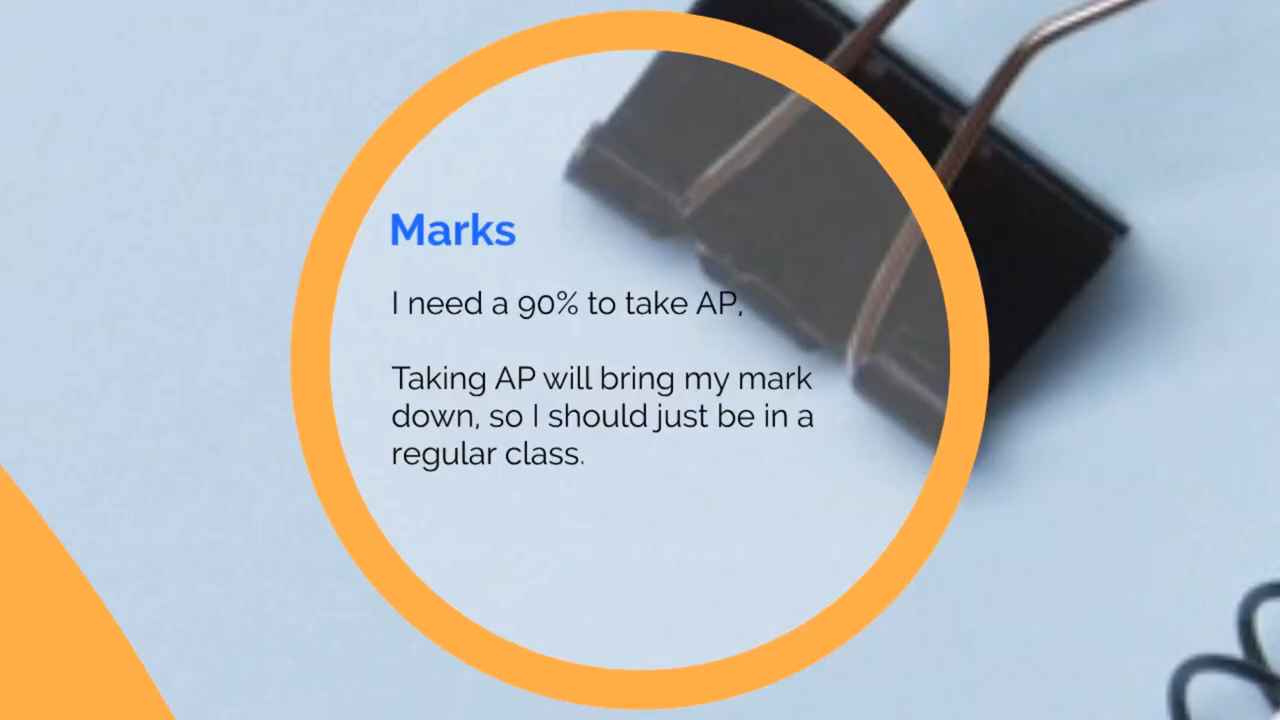 Marks
I need a 90% to take AP,
Taking AP will bring my mark
down, so I should just be in a
regular class.